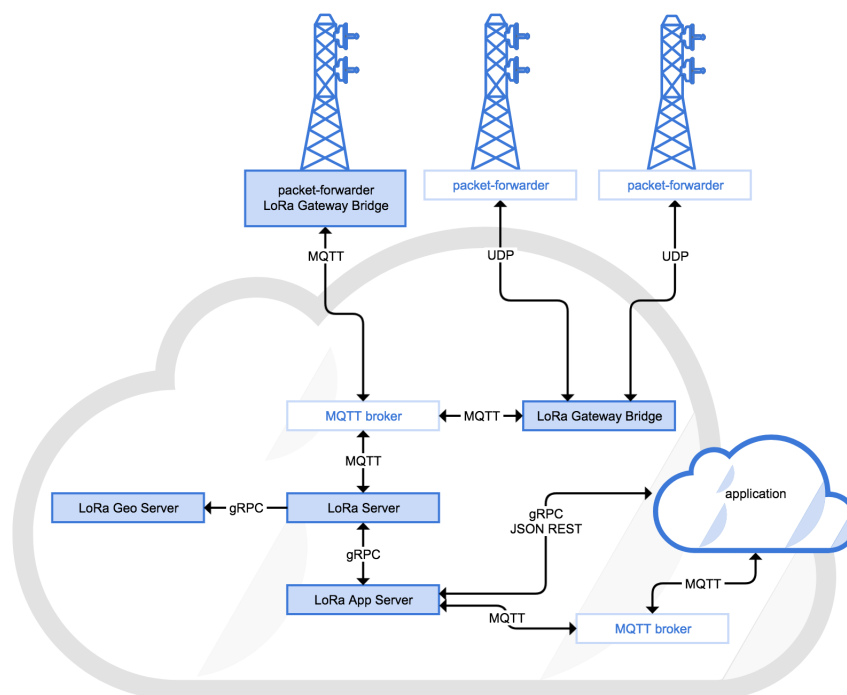 packet-forwarder
LoRa Gateway Bridge
packet-forwarder
packet-forwarder
MQTT
UDP
UDP
MQTT broker
MQTT
LoRa Gateway Bridge
MQTT
LoRa Geo Server
gRPC
LoRa Server
application
gRPC
JSON REST
gRPC
LoRa App Server
MQTT
MQTT
MQTT broker